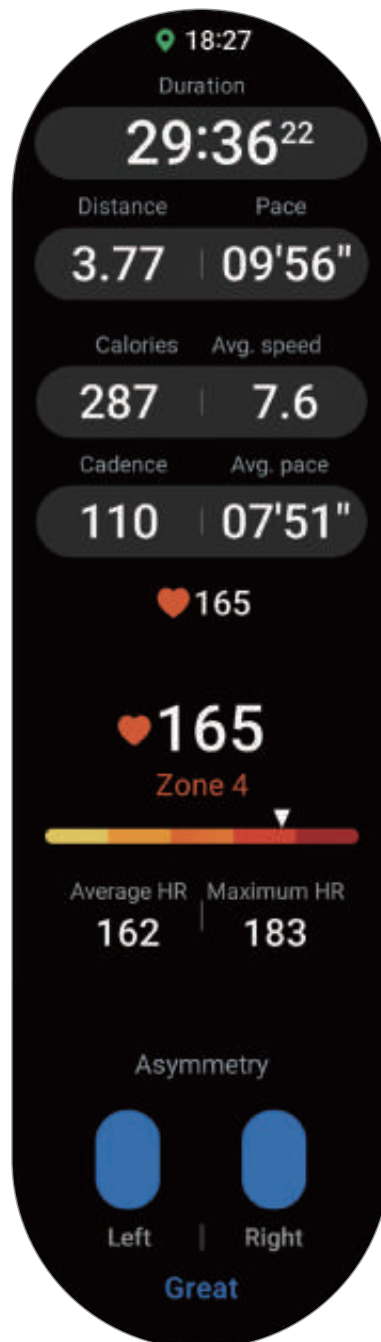 18:27
Duration
29:36²²
Distance Pace
3.77 | 09'56"
Calories Avg. speed
287 | 7.6
Cadence Avg. pace
110 | 07'51"
165
165
Zone 4
Average HR | Maximum HR
162 183
Asymmetry
Left | Right
Great